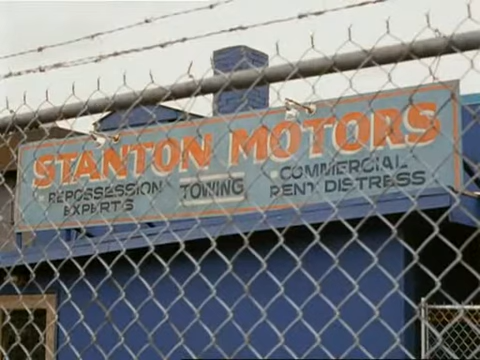 STANTON MOTORS
REPOSSESSION EXPERTS
TOWING
COMMERCIAL RENT DISTRESS